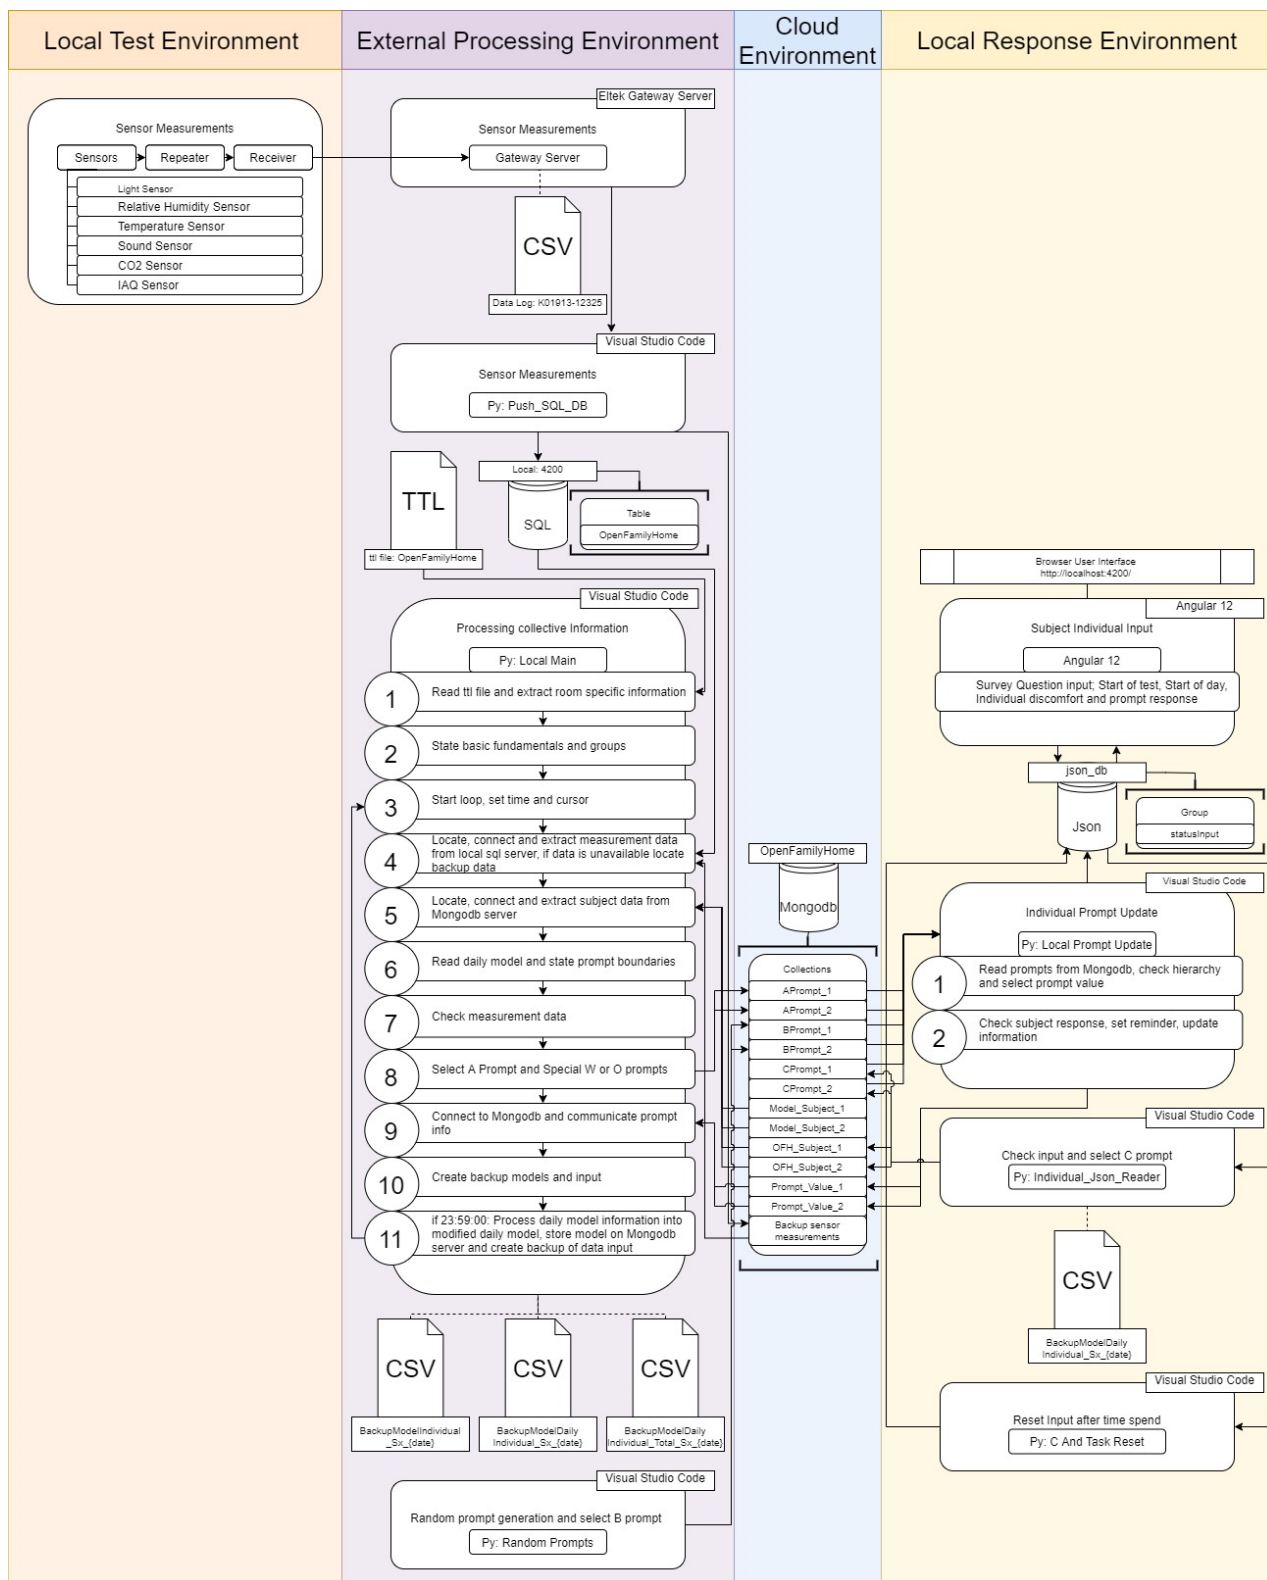 Local Test Environment
External Processing Environment
Cloud
Environment
Local Response Environment
Sensor Measurements
Sensors
Repeater
Receiver
Light Sensor
Relative Humidity Sensor
Temperature Sensor
Sound Sensor
CO2 Sensor
IAQ Sensor
Eltek Gateway Server
Sensor Measurements
Gateway Server
CSV
Data Log: K01913-12325
Visual Studio Code
Sensor Measurements
Py: Push_SQL_DB
TTL
ttl file: OpenFamilyHome
Local: 4200
SQL
Table
OpenFamilyHome
Visual Studio Code
Processing collective Information
Py: Local Main
1
Read ttl file and extract room specific information
2
State basic fundamentals and groups
3
Start loop, set time and cursor
4
Locate, connect and extract measurement data
from local sql server, if data is unavailable locate
backup data
5
Locate, connect and extract subject data from
Mongodb server
6
Read daily model and state prompt boundaries
7
Check measurement data
8
Select A Prompt and Special W or O prompts
9
Connect to Mongodb and communicate prompt
info
10
Create backup models and input
11
if 23:59:00: Process daily model information into
modified daily model, store model on Mongodb
server and create backup of data input
CSV
BackupModelIndividual
_Sx_{date}
CSV
BackupModelDaily
Individual_Sx_{date}
CSV
BackupModelDaily
Individual_Total_Sx_{date}
Visual Studio Code
Random prompt generation and select B prompt
Py: Random Prompts
OpenFamilyHome
Mongodb
Collections
APrompt_1
APrompt_2
BPrompt_1
BPrompt_2
CPrompt_1
CPrompt_2
Model_Subject_1
Model_Subject_2
OFH_Subject_1
OFH_Subject_2
Prompt_Value_1
Prompt_Value_2
Backup sensor
measurements
Browser User Interface
http://localhost:4200/
Angular 12
Subject Individual Input
Angular 12
Survey Question input; Start of test, Start of day,
Individual discomfort and prompt response
json_db
Json
Group
statusInput
Visual Studio Code
Individual Prompt Update
Py: Local Prompt Update
1
Read prompts from Mongodb, check hierarchy
and select prompt value
2
Check subject response, set reminder, update
information
Visual Studio Code
Check input and select C prompt
Py: Individual_Json_Reader
CSV
BackupModelDaily
Individual_Sx_{date}
Visual Studio Code
Reset Input after time spend
Py: C And Task Reset